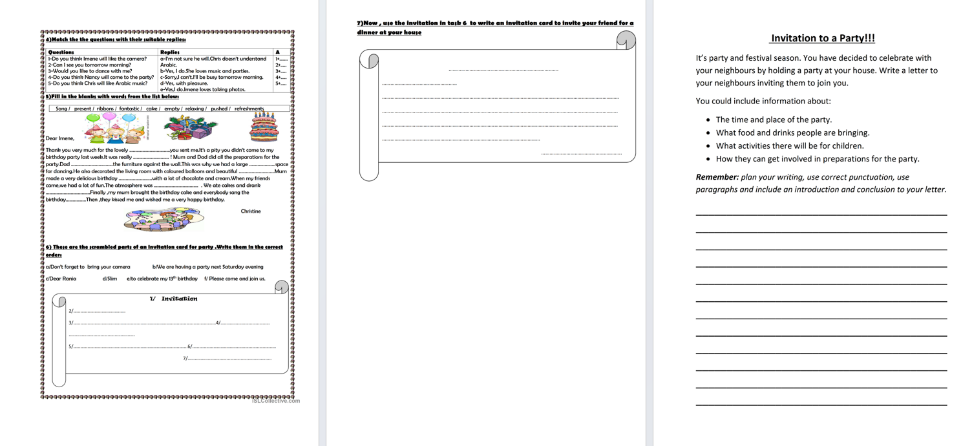 4)Match the the questions with their suitable replies:
Questions Replies A
1-Do you think Imene will like the camera? a-I'm not sure he will.Chris doesn't understand Arabic. 1+......
2-Can I see you tomorrow morning? b-Yes, I do.She loves music and parties. 2+....
3-Would you like to dance with me? c-Sorry,I can't.I'll be busy tomorrow morning. 3+....
4-Do you think Nancy will come to the party? d-Yes, with pleasure. 4+....
5-Do you think Chris will like Arabic music? e-Yes,I do.Imene loves taking photos. 5+....
5)Fill in the blanks with words from the list below:
Song / present / ribbons / fantastic / cake / empty / relaxing / pushed / refreshments
Dear Imene,
Thank you very much for the lovely ....................you sent me.It's a pity you didn't come to my
birthday party last week.It was really .................. ! Mum and Dad did all the preparations for the
party.Dad ....................the furniture against the wall.This was why we had a large ...............space
for dancing.He also decorated the living room with coloured balloons and beautiful ..................Mum
made a very delicious birthday ................with a lot of chocolate and cream.When my friends
came,we had a lot of fun.The atmosphere was ..................... . We ate cakes and drank
.....................Finally ,my mum brought the birthday cake and everybody sang the
birthday..........Then ,they kissed me and wished me a very happy birthday.
Christine
6) These are the scrambled parts of an invitation card for party .Write them in the correct
order:
a/Don't forget to bring your camera b/We are having a party next Saturday evening
c/Dear Rania d/Slim e/to celebrate my 13th birthday f/ Please come and join us.
1/ Invitation
2/..........................
3/.......................................................................4/........................
.................................
5/......................................................... 6/..........................................
7/..........................................
iSLCollective.com
7)Now , use the invitation in task 6 to write an invitation card to invite your friend for a
dinner at your house
Invitation to a Party!!!
It's party and festival season. You have decided to celebrate with
your neighbours by holding a party at your house. Write a letter to
your neighbours inviting them to join you.
You could include information about:
• The time and place of the party.
• What food and drinks people are bringing.
• What activities there will be for children.
• How they can get involved in preparations for the party.
Remember: plan your writing, use correct punctuation, use
paragraphs and include an introduction and conclusion to your letter.